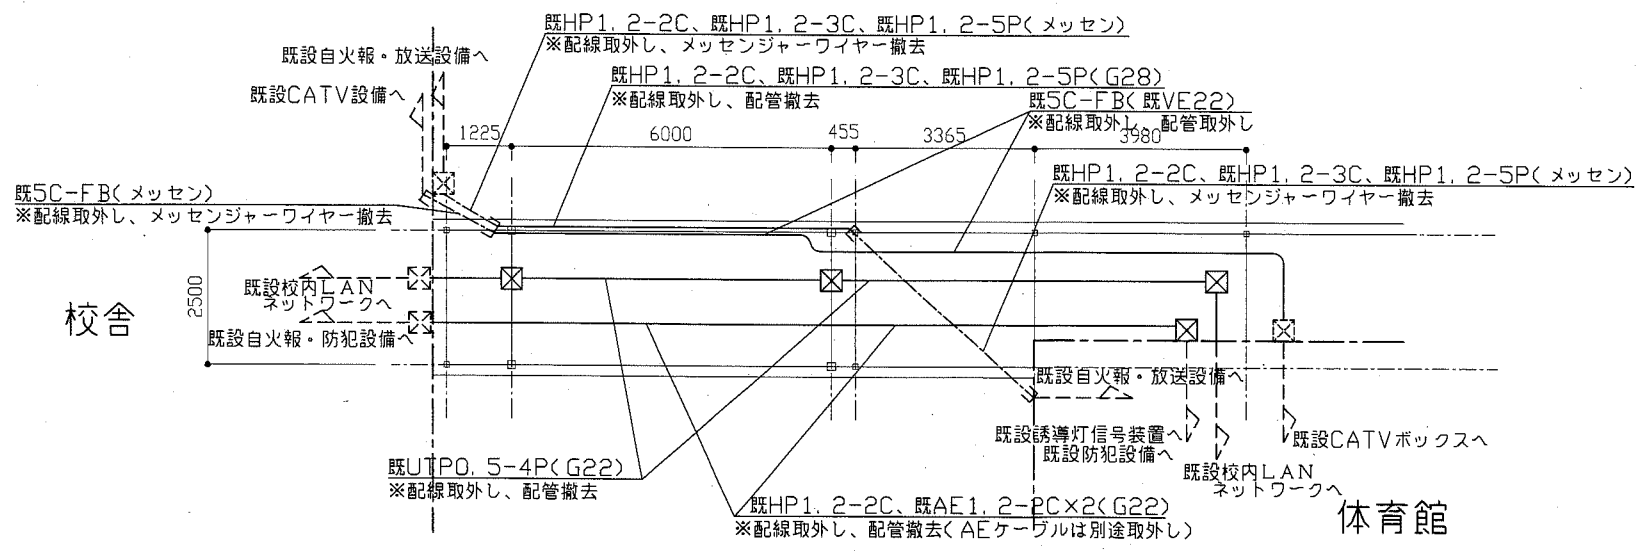 既HP1.2-2C、既HP1.2-3C、既HP1.2-5P(メッセン)
※配線取外し、メッセンジャーワイヤー撤去
既設自火報・放送設備へ
既HP1.2-2C、既HP1.2-3C、既HP1.2-5P(G28)
※配線取外し、配管撤去
既設CATV設備へ
既5C-FB(既VE22)
※配線取外し、配管取外し
1225
6000
455
3365
3980
既HP1.2-2C、既HP1.2-3C、既HP1.2-5P(メッセン)
※配線取外し、メッセンジャーワイヤー撤去
既5C-FB(メッセン)
※配線取外し、メッセンジャーワイヤー撤去
2500
既設校内LAN
ネットワークへ
校舎
既設自火報・防犯設備へ
既設自火報・放送設備へ
既設誘導灯信号装置へ
既設防犯設備へ
既設CATVボックスへ
既設校内LAN
ネットワークへ
既UTP0.5-4P(G22)
※配線取外し、配管撤去
既HP1.2-2C、既AE1.2-2C×2(G22)
※配線取外し、配管撤去(AEケーブルは別途取外し)
体育館